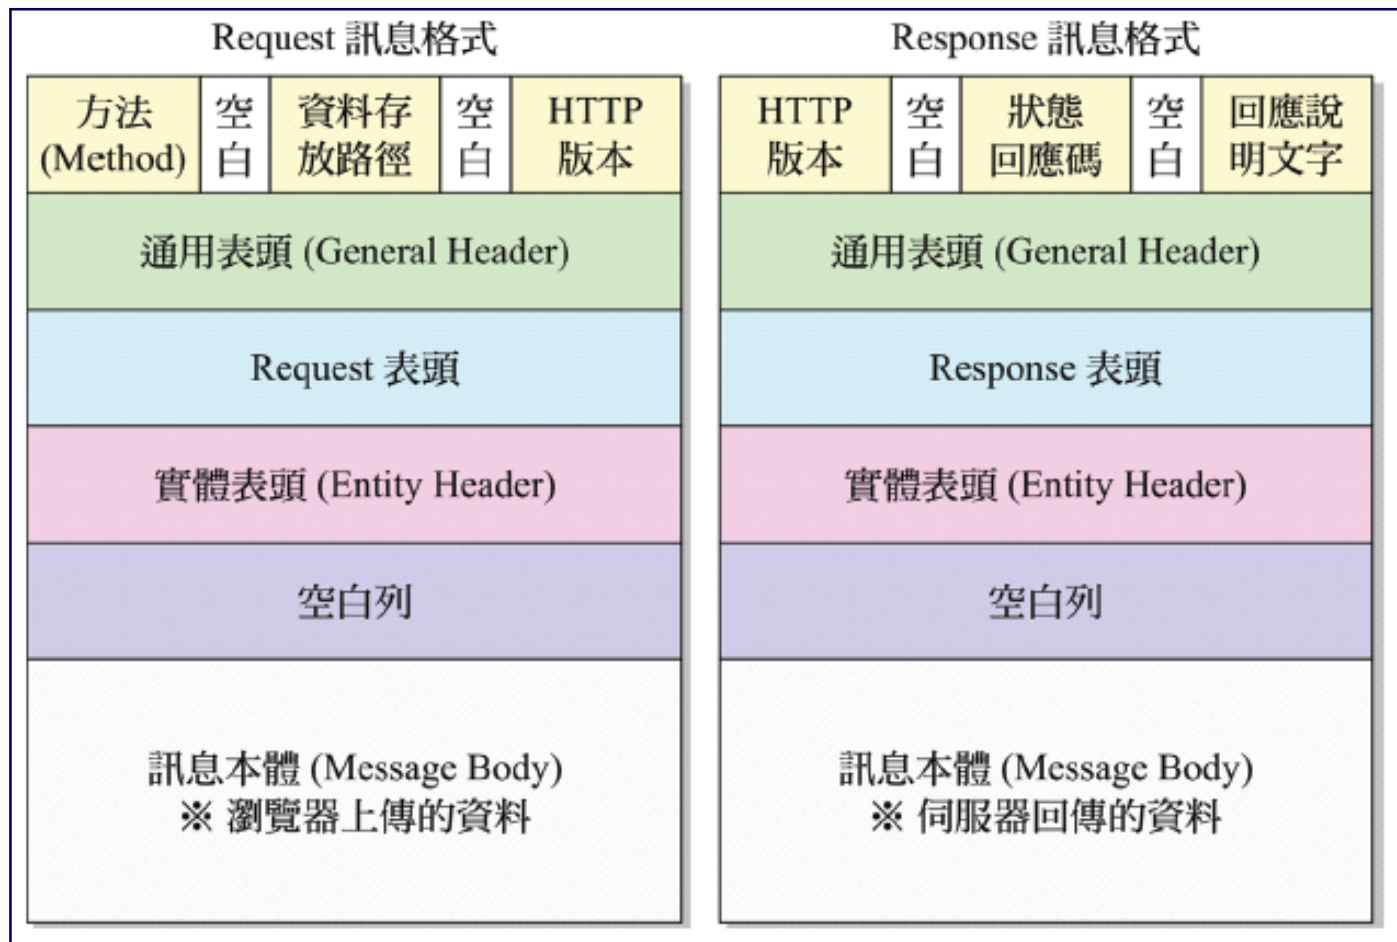 Request 訊息格式
方法
(Method)
空
白
資料存
放路徑
空
白
HTTP
版本
通用表頭 (General Header)
Request 表頭
實體表頭 (Entity Header)
空白列
訊息本體 (Message Body)
※ 瀏覽器上傳的資料
Response 訊息格式
HTTP
版本
空
白
狀態
回應碼
空
白
回應說
明文字
通用表頭 (General Header)
Response 表頭
實體表頭 (Entity Header)
空白列
訊息本體 (Message Body)
※ 伺服器回傳的資料